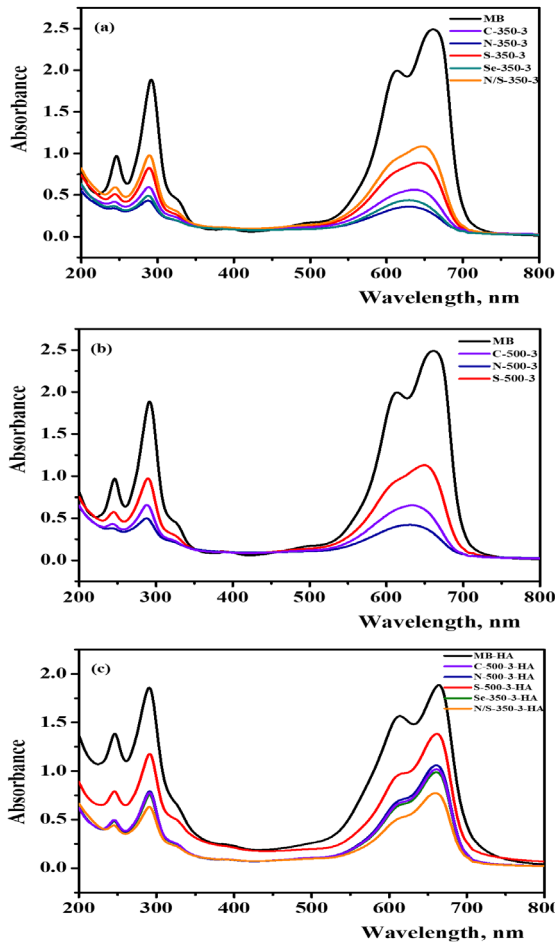 (a)
MB
C-350-3
N-350-3
S-350-3
Se-350-3
N/S-350-3
Absorbance
2.5
2.0
1.5
1.0
0.5
0.0
200 300 400 500 600 700 800
Wavelength, nm
(b)
MB
C-500-3
N-500-3
S-500-3
Absorbance
2.5
2.0
1.5
1.0
0.5
0.0
200 300 400 500 600 700 800
Wavelength, nm
(c)
MB-HA
C-500-3-HA
N-500-3-HA
S-500-3-HA
Se-350-3-HA
N/S-350-3-HA
Absorbance
2.0
1.5
1.0
0.5
0.0
200 300 400 500 600 700 800
Wavelength, nm